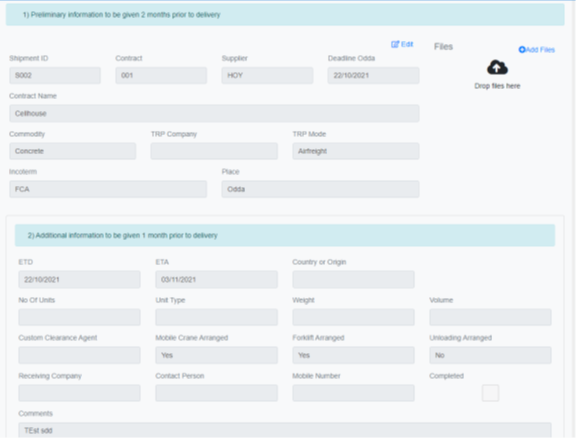 1) Preliminary information to be given 2 months prior to delivery
Edit
Files
Add Files
Shipment ID Contract Supplier Deadline Odda
S002 001 HOY 22/10/2021
Drop files here
Contract Name
Cellhouse
Commodity TRP Company TRP Mode
Concrete Airfreight
Incoterm Place
FCA Odda
2) Additional information to be given 1 month prior to delivery
ETD ETA Country or Origin
22/10/2021 03/11/2021
No Of Units Unit Type Weight Volume
Custom Clearance Agent Mobile Crane Arranged Forklift Arranged Unloading Arranged
Yes Yes No
Receiving Company Contact Person Mobile Number Completed
Comments
TEst sdd